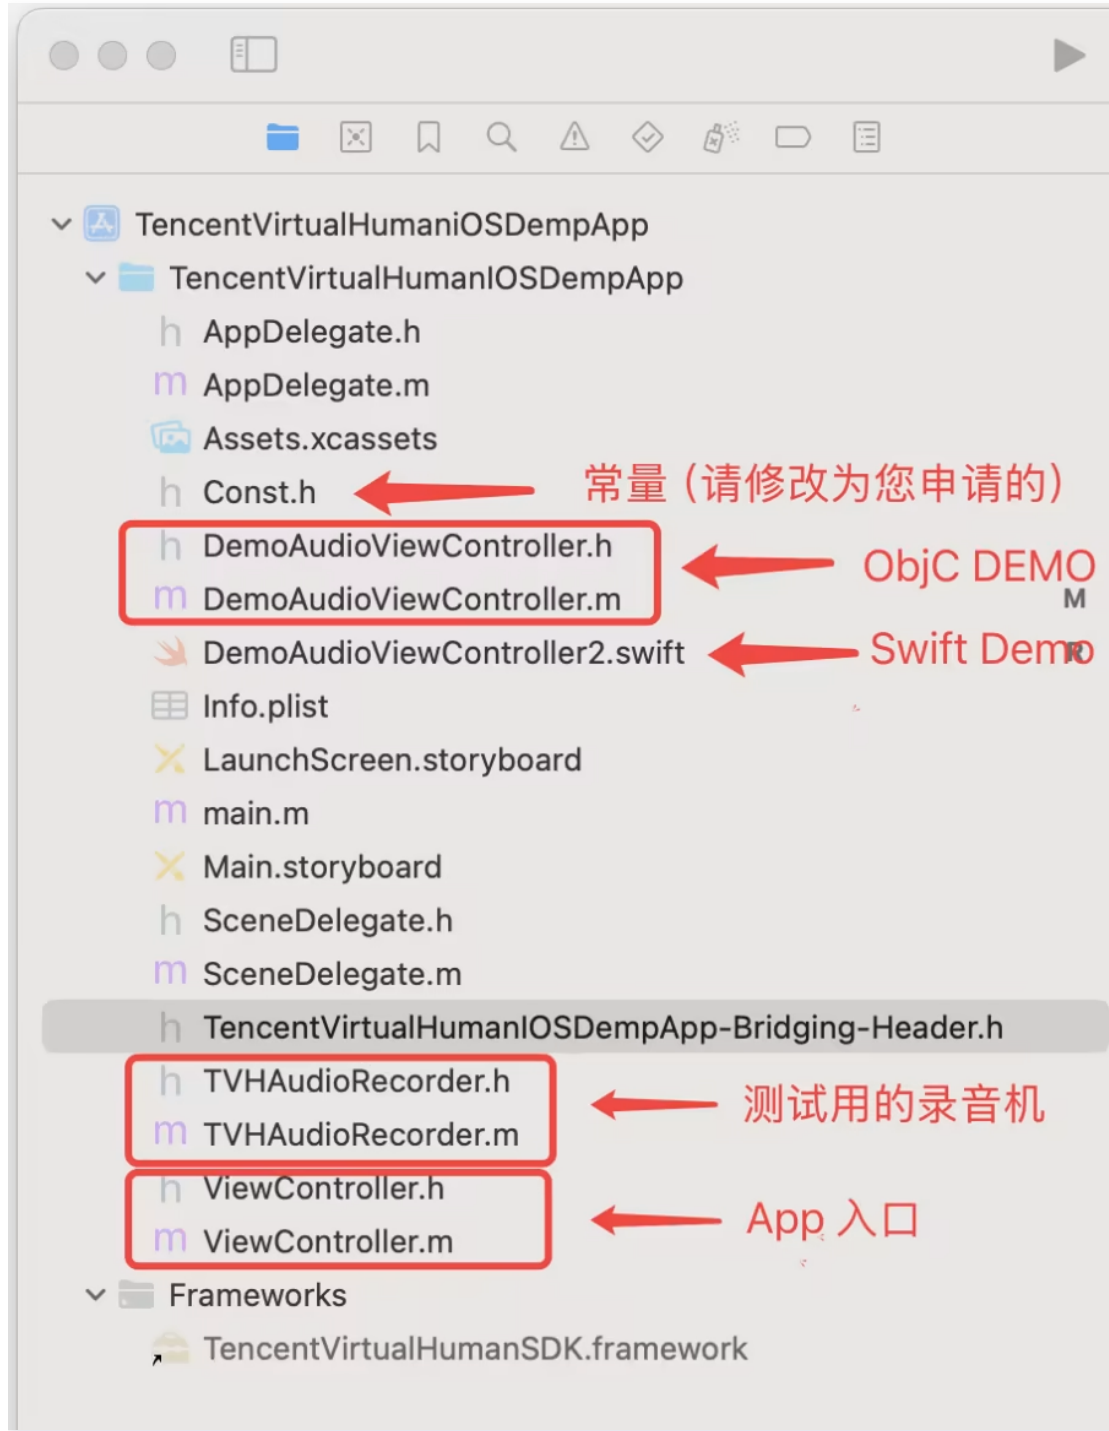 TencentVirtualHumaniOSDempApp
TencentVirtualHumanIOSDempApp
h AppDelegate.h
m AppDelegate.m
Assets.xcassets
h Const.h 常量（请修改为您申请的）
h DemoAudioViewController.h
ObjC DEMO
m DemoAudioViewController.m M
DemoAudioViewController2.swift Swift Demo R
Info.plist
LaunchScreen.storyboard
m main.m
Main.storyboard
h SceneDelegate.h
m SceneDelegate.m
h TencentVirtualHumanIOSDempApp-Bridging-Header.h
h TVHAudioRecorder.h
测试用的录音机
m TVHAudioRecorder.m
h ViewController.h
App 入口
m ViewController.m
Frameworks
TencentVirtualHumanSDK.framework